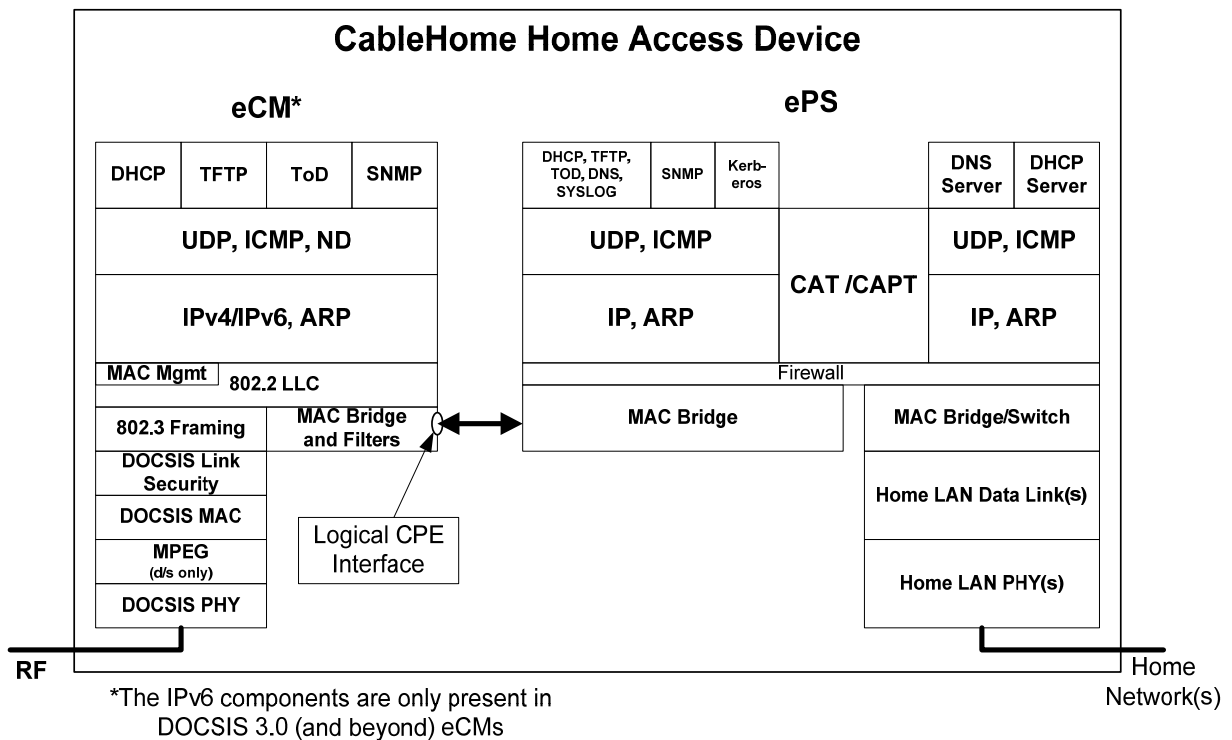 CableHome Home Access Device
eCM*
DHCP
TFTP
ToD
SNMP
UDP, ICMP, ND
IPv4/IPv6, ARP
MAC Mgmt
802.2 LLC
802.3 Framing
MAC Bridge
and Filters
DOCSIS Link
Security
DOCSIS MAC
MPEG
(d/s only)
DOCSIS PHY
Logical CPE
Interface
ePS
DHCP, TFTP,
TOD, DNS,
SYSLOG
SNMP
Kerb-
eros
DNS
Server
DHCP
Server
UDP, ICMP
CAT /CAPT
UDP, ICMP
IP, ARP
IP, ARP
Firewall
MAC Bridge
MAC Bridge/Switch
Home LAN Data Link(s)
Home LAN PHY(s)
RF
Home
Network(s)
*The IPv6 components are only present in
DOCSIS 3.0 (and beyond) eCMs